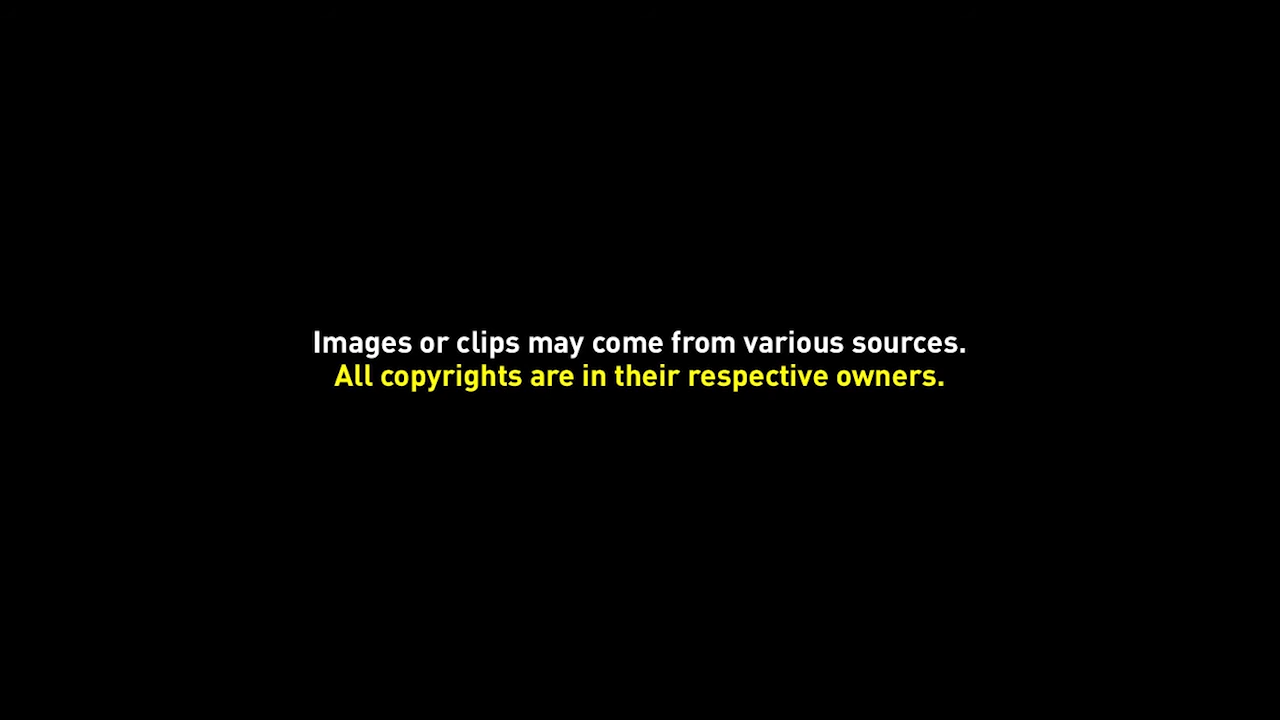 Images or clips may come from various sources.
All copyrights are in their respective owners.